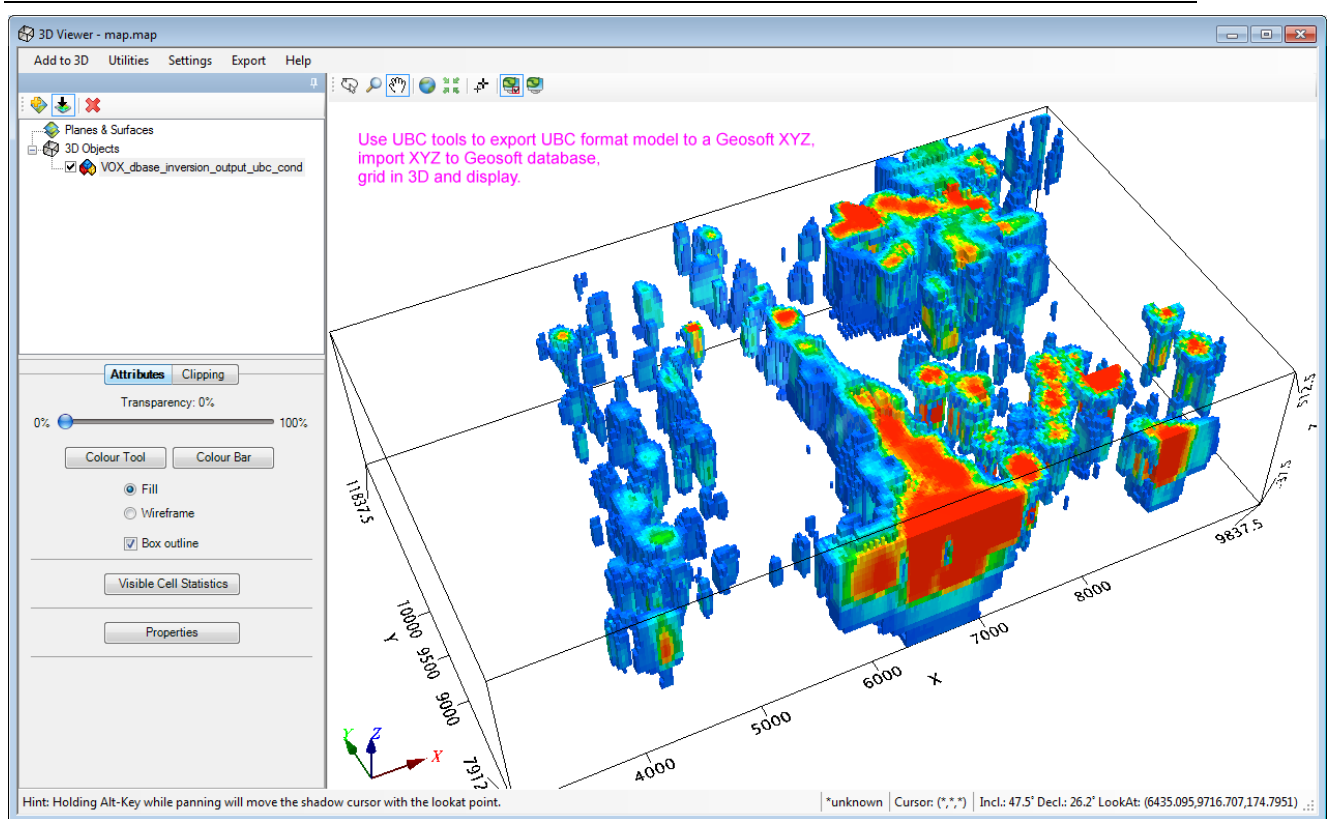 3D Viewer - map.map
Add to 3D Utilities Settings Export Help
Planes & Surfaces
3D Objects
VOX_dbase_inversion_output_ubc_cond
Attributes Clipping
Transparency: 0%
0% 100%
Colour Tool Colour Bar
Fill
Wireframe
Box outline
Visible Cell Statistics
Properties
Use UBC tools to export UBC format model to a Geosoft XYZ,
import XYZ to Geosoft database,
grid in 3D and display.
11837.5
10000
Y
9500
9000
7912
4000
5000
6000
X
7000
8000
9837.5
512.5
Y Z X
Hint: Holding Alt-Key while panning will move the shadow cursor with the lookat point.
*unknown Cursor: (*,*,*) Incl.: 47.5° Decl.: 26.2° LookAt: (6435.095,9716.707,174.7951)